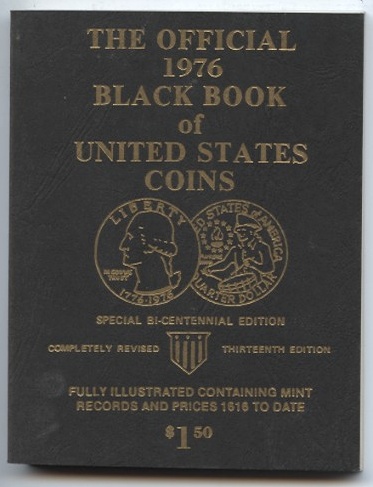 THE OFFICIAL
1976
BLACK BOOK
of
UNITED STATES
COINS
LIBERTY
1776-1976
D STATES of AMERICA
QUARTER DOLLAR
SPECIAL BI-CENTENNIAL EDITION
COMPLETELY REVISED THIRTEENTH EDITION
FULLY ILLUSTRATED CONTAINING MINT
RECORDS AND PRICES 1616 TO DATE
$1.50